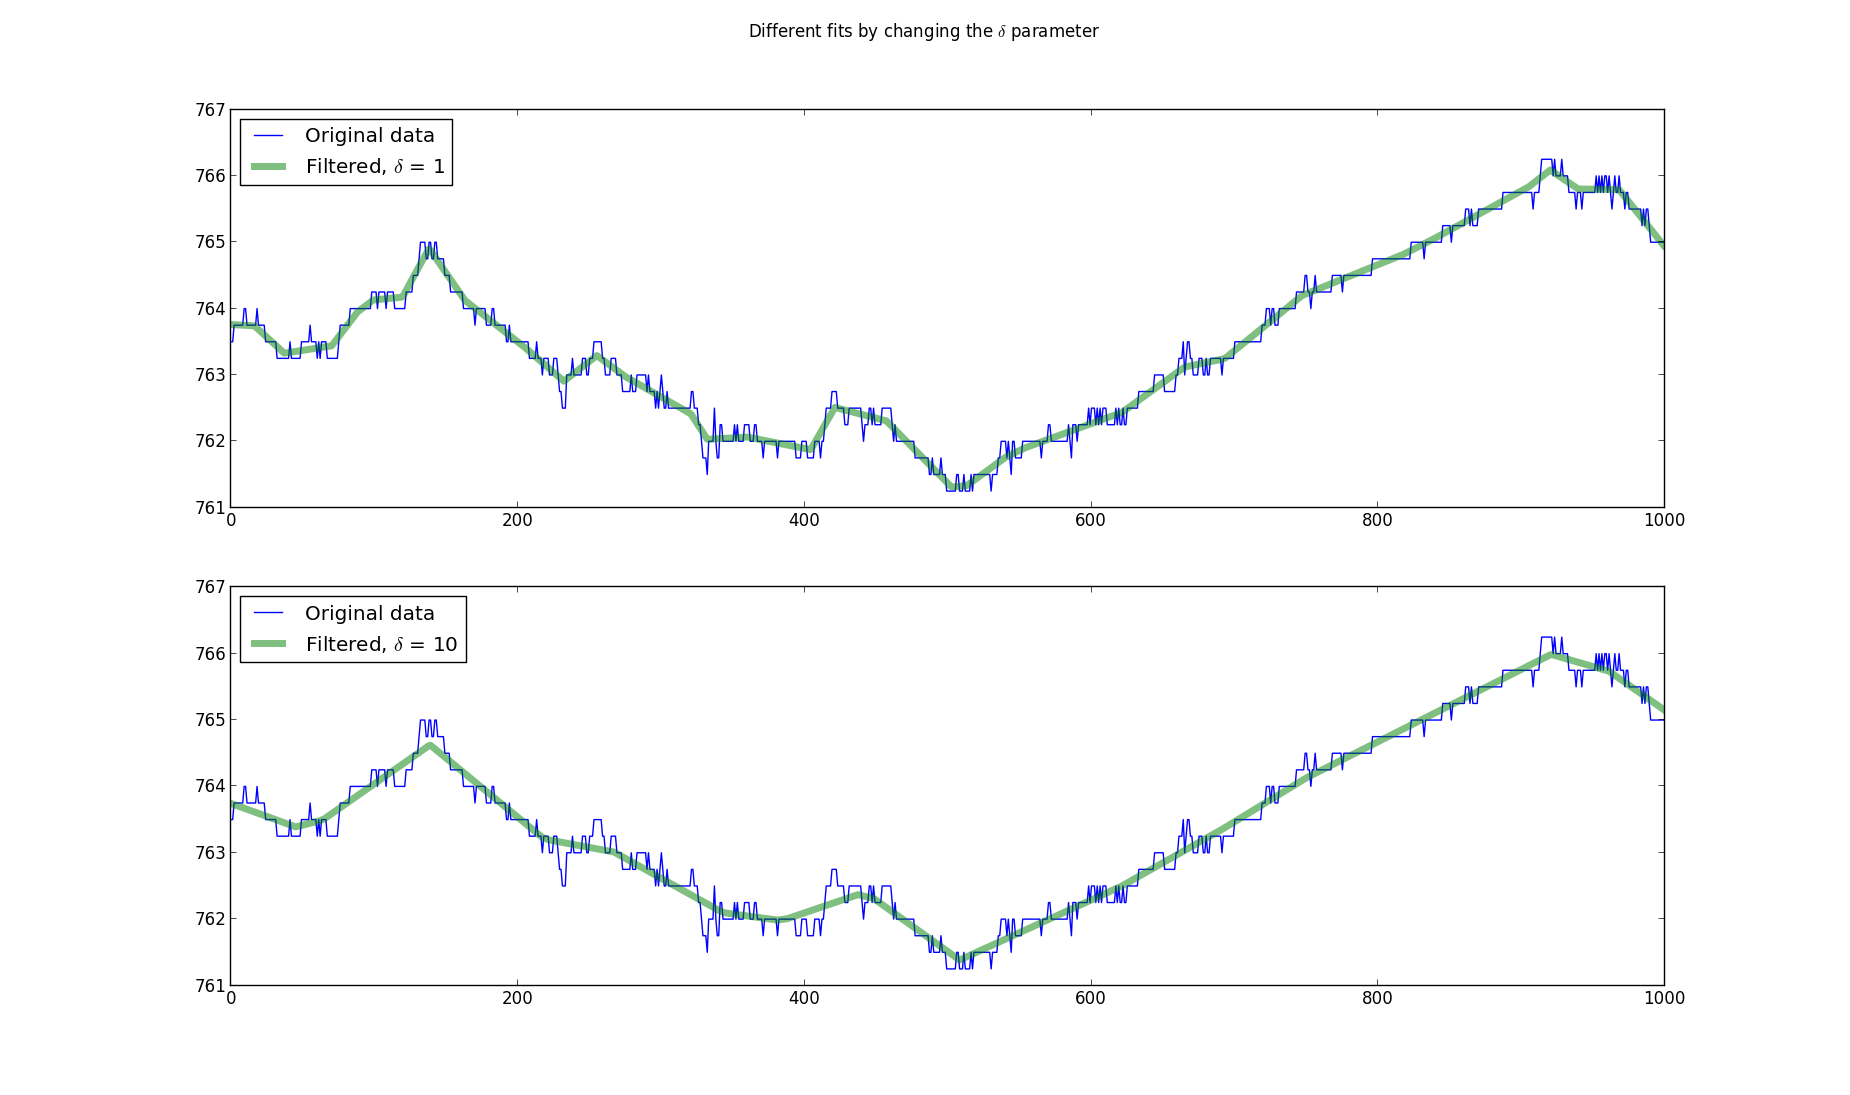 Different fits by changing the δ parameter
767
766
765
764
763
762
761
Original data
Filtered, δ = 1
0 200 400 600 800 1000
767
766
765
764
763
762
761
Original data
Filtered, δ = 10
0 200 400 600 800 1000